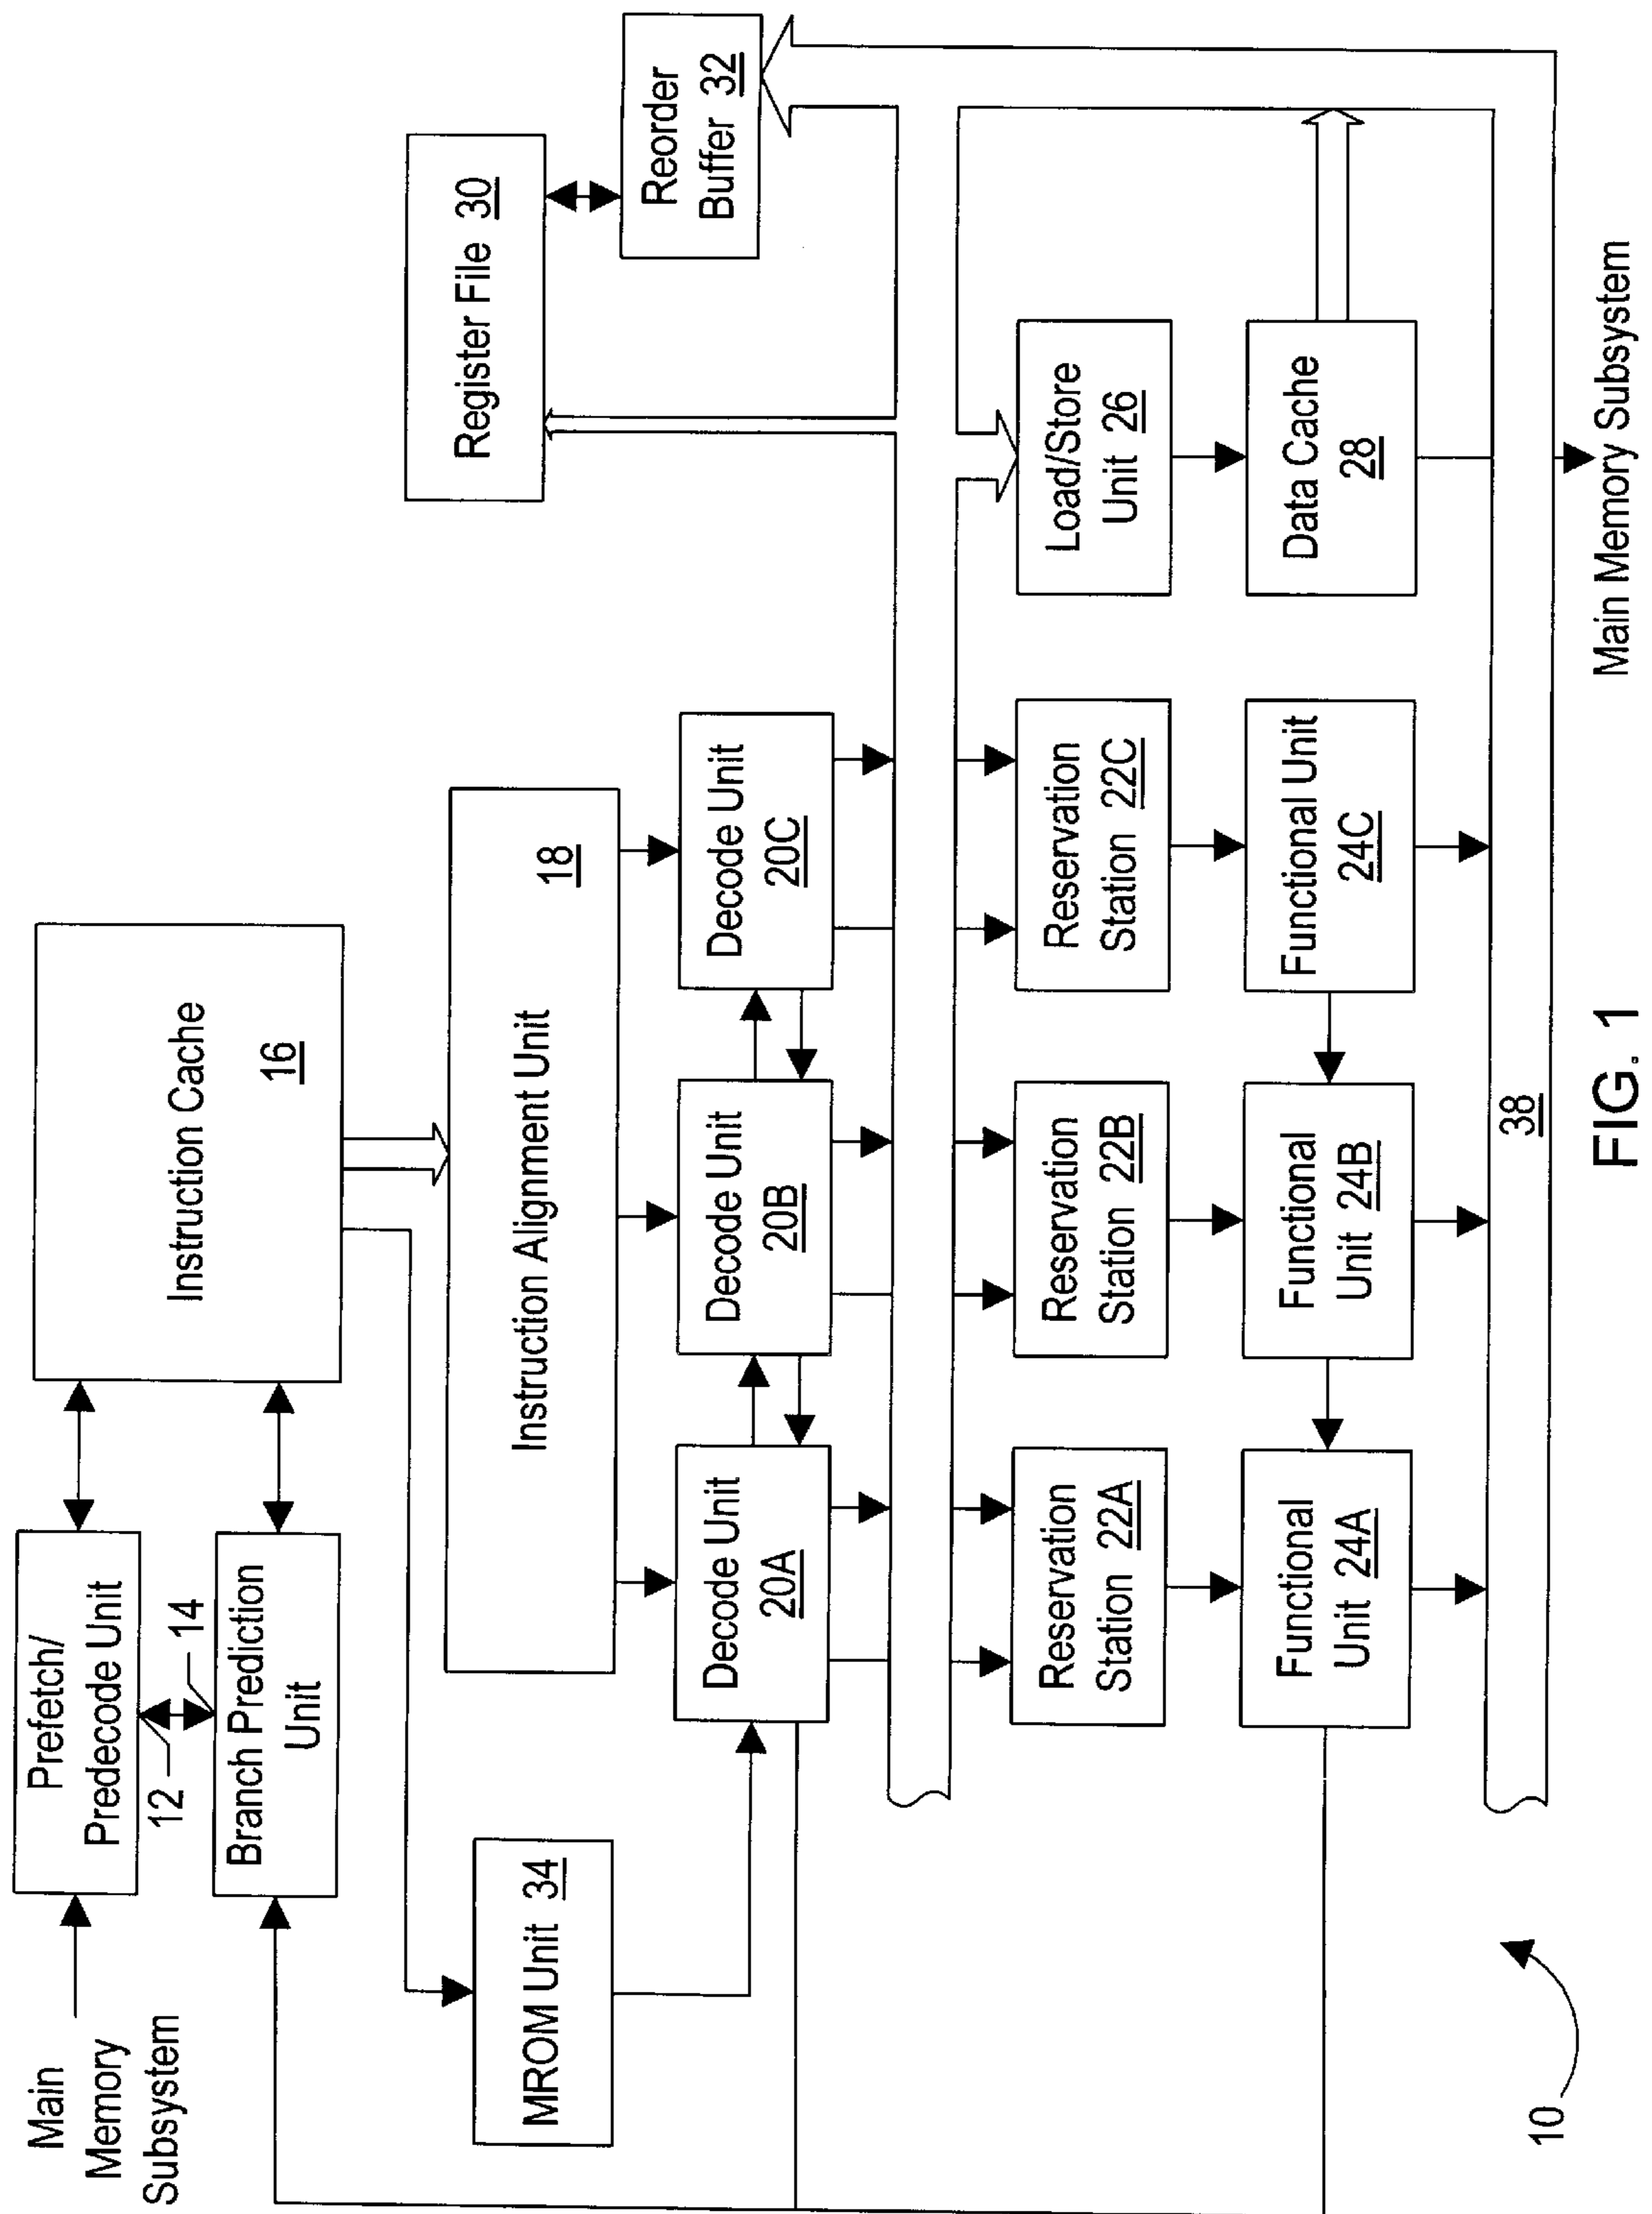 Main
Memory
Subsystem
Prefetch/
Predecode Unit
12
14
Branch Prediction
Unit
Instruction Cache
16
MROM Unit 34
Instruction Alignment Unit
18
Register File 30
Reorder
Buffer 32
Decode Unit
20A
Decode Unit
20B
Decode Unit
20C
Reservation
Station 22A
Reservation
Station 22B
Reservation
Station 22C
Load/Store
Unit 26
Functional
Unit 24A
Functional
Unit 24B
Functional Unit
24C
Data Cache
28
38
Main Memory Subsystem
10
FIG. 1